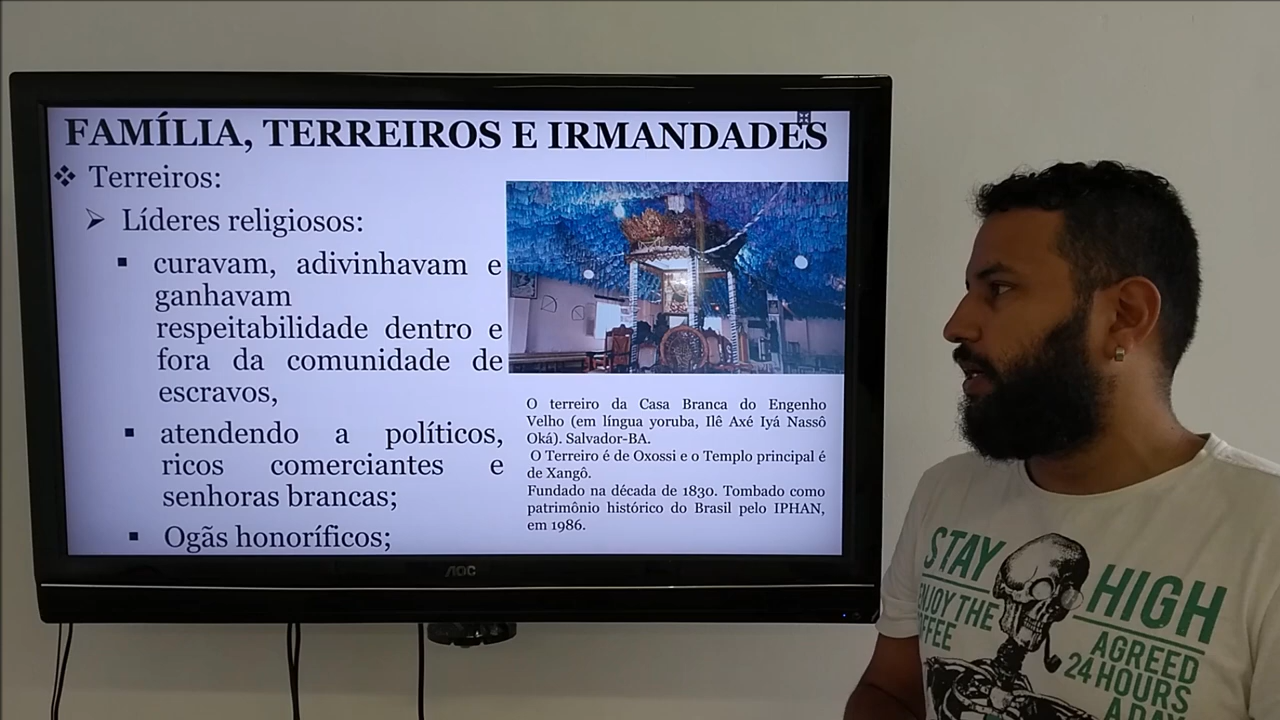 FAMÍLIA, TERREIROS E IRMANDADES
Terreiros:
Líderes religiosos:
curavam, adivinhavam e
ganhavam
respeitabilidade dentro e
fora da comunidade de
escravos,
atendendo a políticos,
ricos comerciantes e
senhoras brancas;
Ogãs honoríficos;
O terreiro da Casa Branca do Engenho
Velho (em língua yoruba, Ilê Axé Iyá Nassô
Oká). Salvador-BA.
O Terreiro é de Oxossi e o Templo principal é
de Xangô.
Fundado na década de 1830. Tombado como
patrimônio histórico do Brasil pelo IPHAN,
em 1986.
AOC
STAY
HIGH
ENJOY THE
COFFEE
AGREED
24 HOURS
A DAY